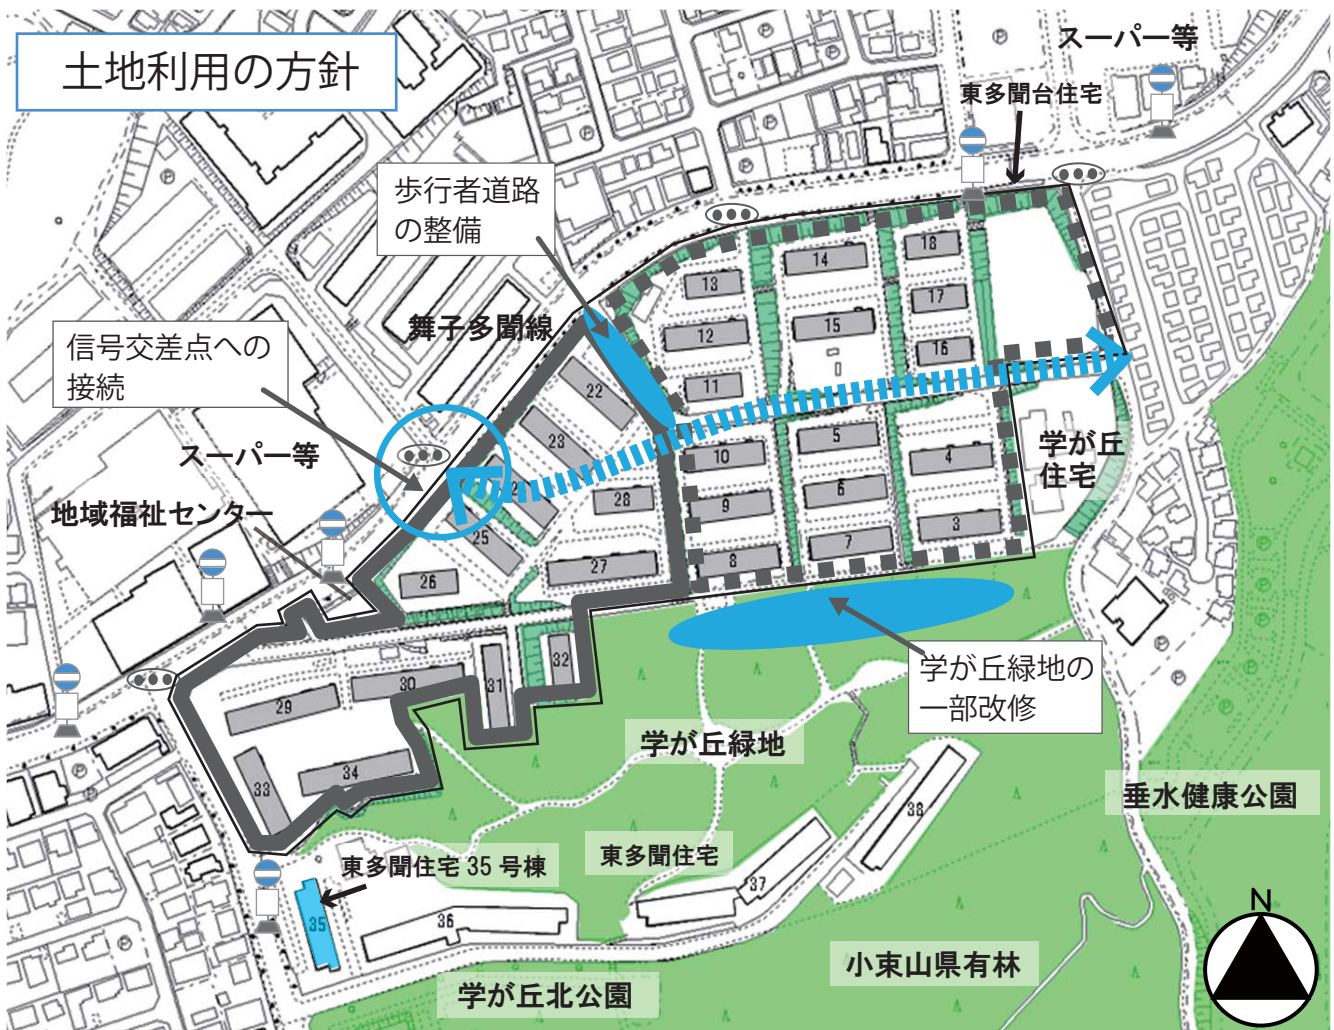 土地利用の方針
スーパー等
東多聞台住宅
歩行者道路
の整備
舞子多聞線
信号交差点への
接続
スーパー等
地域福祉センター
学が丘
住宅
18
14
13
17
15
12
16
11
22
23
5
10
4
28
6
9
3
25
7
8
27
26
32
30
31
29
34
33
学が丘緑地の
一部改修
学が丘緑地
垂水健康公園
38
東多聞住宅
37
東多聞住宅 35 号棟
35
36
小束山県有林
学が丘北公園
N